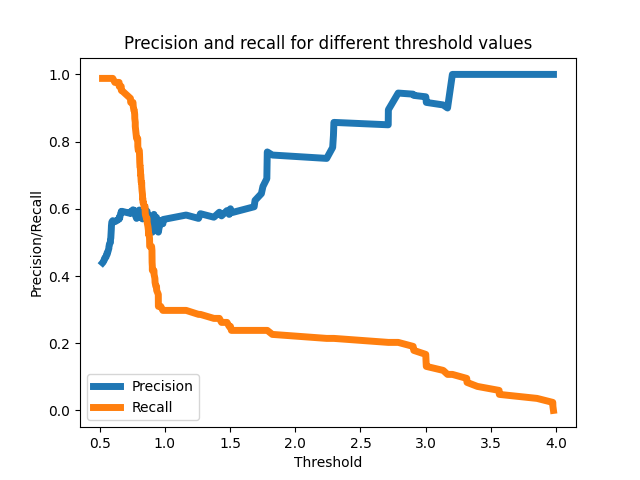 Precision and recall for different threshold values
1.0
0.8
0.6
0.4
0.2
0.0
Precision/Recall
Precision
Recall
0.5 1.0 1.5 2.0 2.5 3.0 3.5 4.0
Threshold